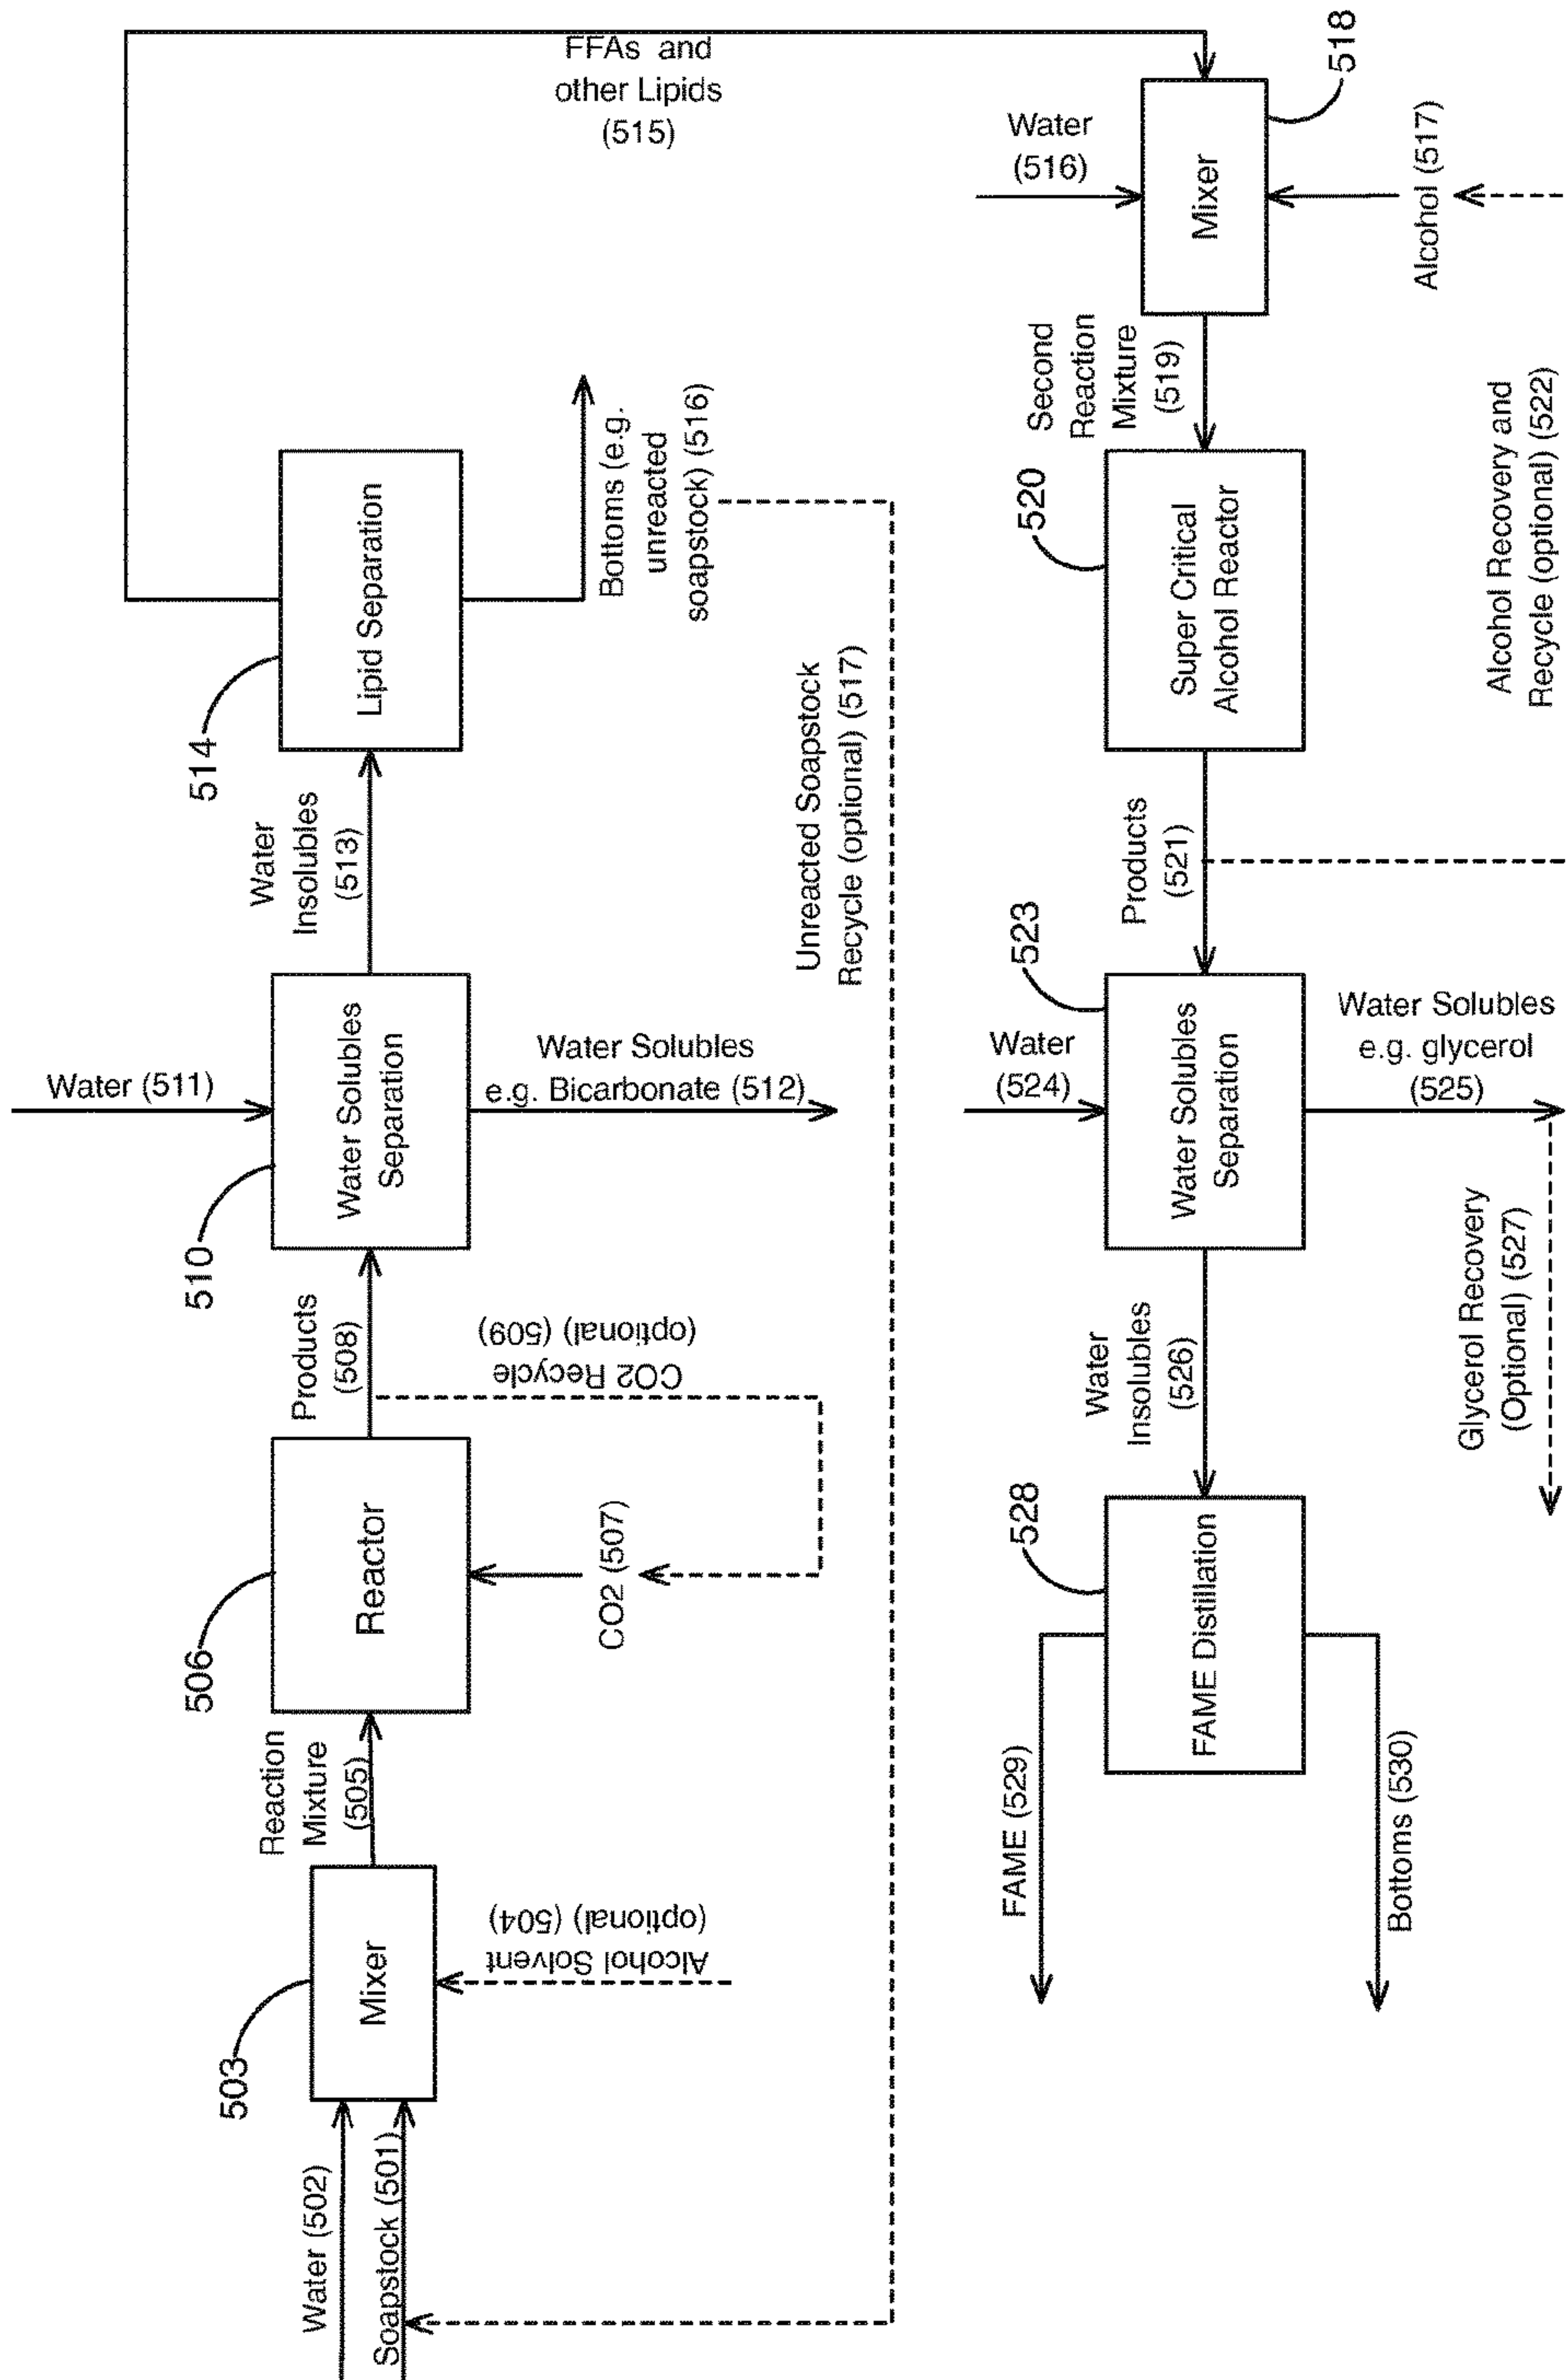 Water (502)
Soapstock (501)
503
Mixer
Alcohol Solvent
(optional) (504)
Reaction
Mixture
(505)
506
Reactor
CO2 (507)
Products
(508)
CO2 Recycle
(optional) (509)
510
Water (511)
Water Solubles
Separation
Water Solubles
e.g. Bicarbonate (512)
Water
Insolubles
(513)
514
Lipid Separation
Bottoms (e.g.
unreacted
soapstock) (516)
Unreacted Soapstock
Recycle (optional) (517)
FFAs and
other Lipids
(515)
Water
(516)
518
Mixer
Alcohol (517)
Second
Reaction
Mixture
(519)
520
Super Critical
Alcohol Reactor
Alcohol Recovery and
Recycle (optional) (522)
Products
(521)
523
Water
(524)
Water Solubles
Separation
Water Solubles
e.g. glycerol
(525)
Glycerol Recovery
(Optional) (527)
Water
Insolubles
(526)
528
FAME Distillation
FAME (529)
Bottoms (530)